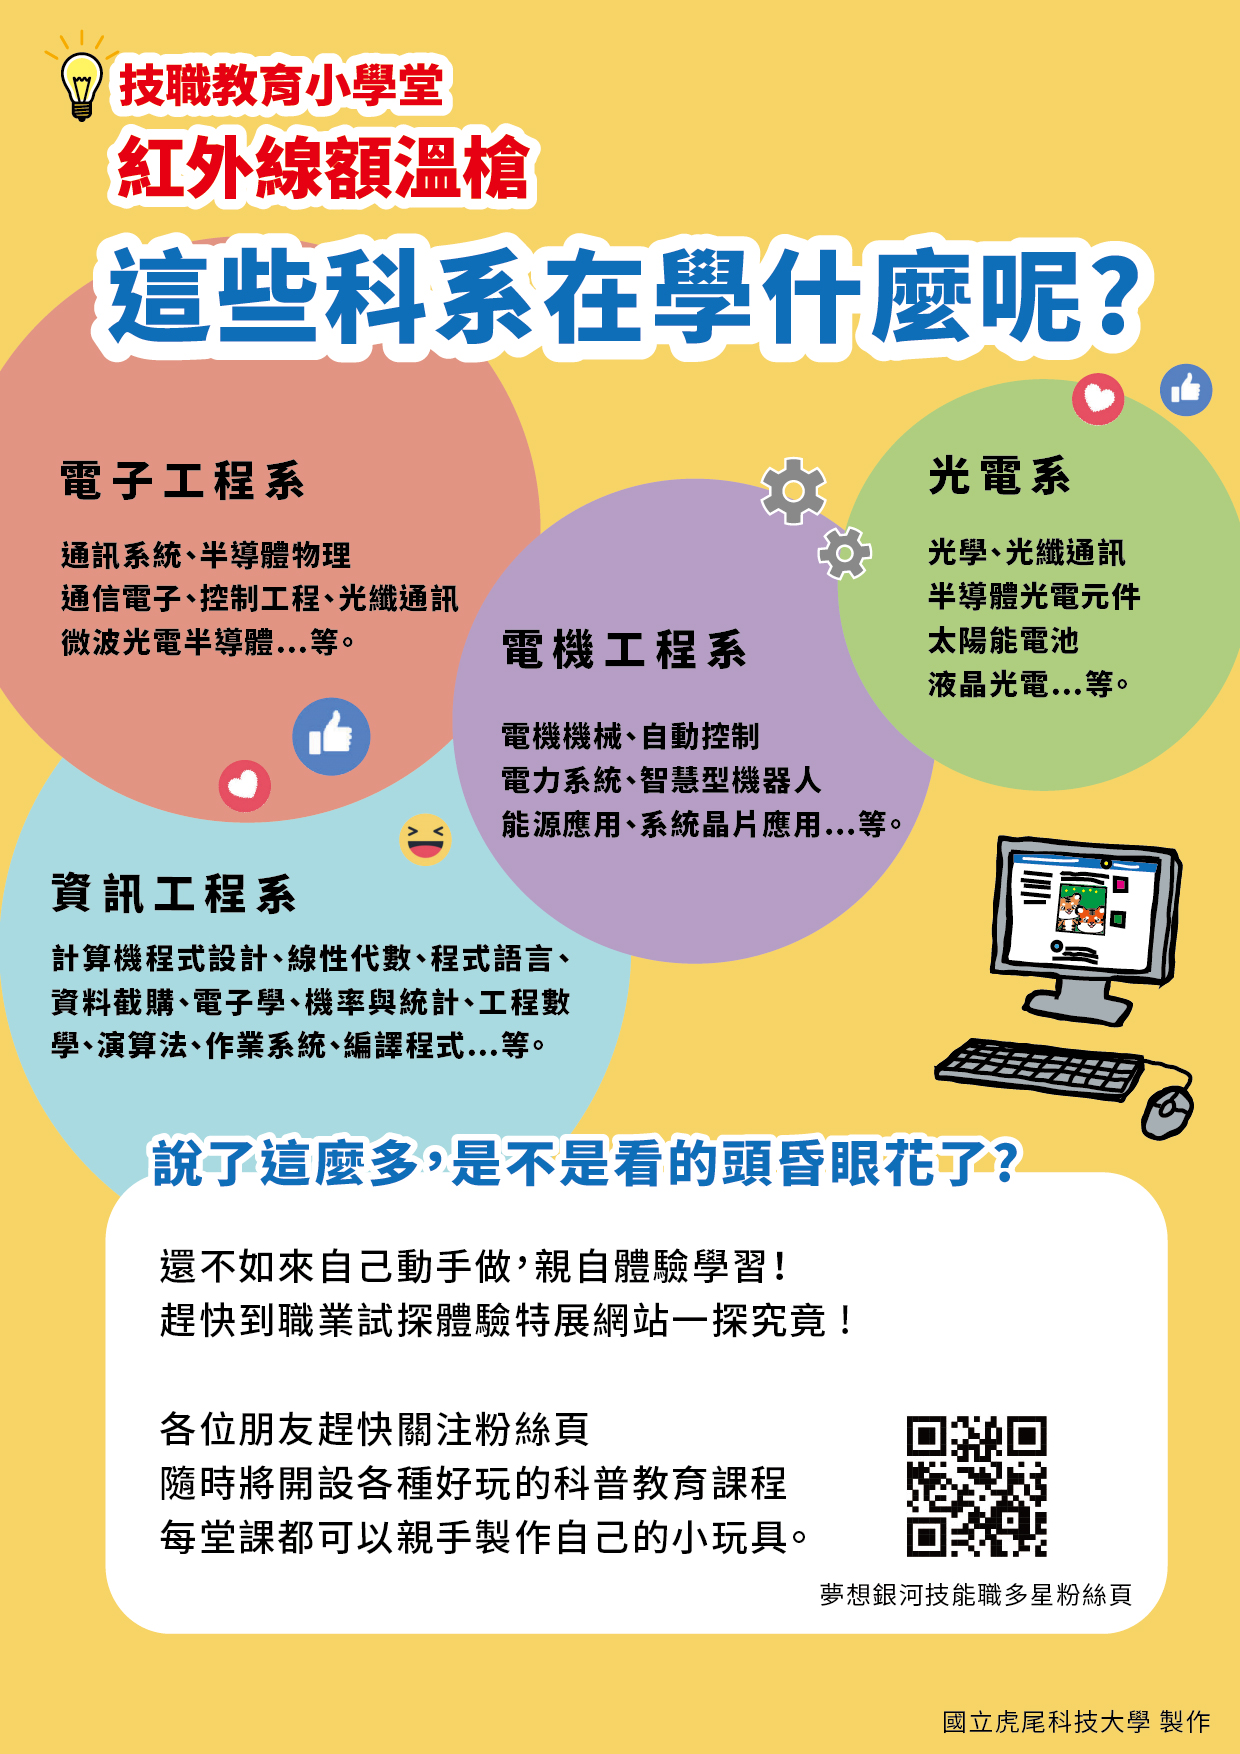 技職教育小學堂
紅外線額溫槍
這些科系在學什麼呢?
電子工程系
通訊系統、半導體物理
通信電子、控制工程、光纖通訊
微波光電半導體...等。
光電系
光學、光纖通訊
半導體光電元件
太陽能電池
液晶光電...等。
電機工程系
電機機械、自動控制
電力系統、智慧型機器人
能源應用、系統晶片應用...等。
資訊工程系
計算機程式設計、線性代數、程式語言、
資料截購、電子學、機率與統計、工程數
學、演算法、作業系統、編譯程式...等。
說了這麼多，是不是看的頭昏眼花了?
還不如來自己動手做，親自體驗學習!
趕快到職業試探體驗特展網站一探究竟!
各位朋友趕快關注粉絲頁
隨時將開設各種好玩的科普教育課程
每堂課都可以親手製作自己的小玩具。
夢想銀河技能職多星粉絲頁
國立虎尾科技大學 製作